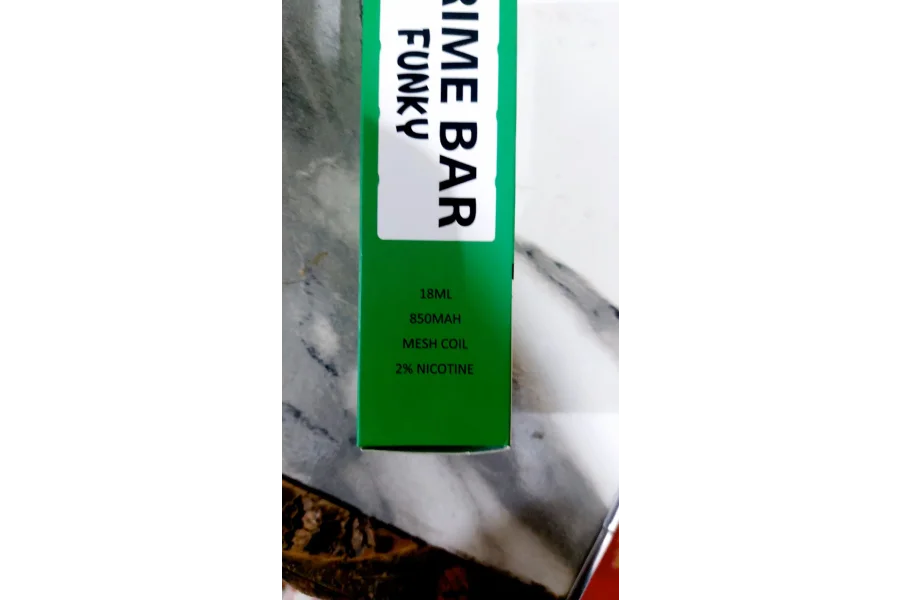 RIME BAR
FUNKY
18ML
850MAH
MESH COIL
2% NICOTINE